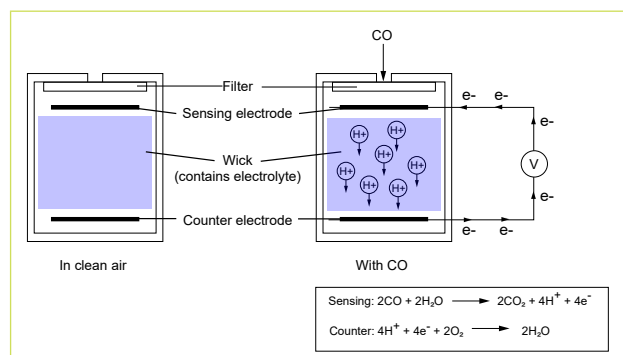 CO
Filter
Sensing electrode
e-
e-
e-
H+
H+
H+
H+
H+
H+
H+
Wick
(contains electrolyte)
V
e-
Counter electrode
e-
e-
In clean air
With CO
Sensing: 2CO + 2H₂O ⟶ 2CO₂ + 4H⁺ + 4e⁻
Counter: 4H⁺ + 4e⁻ + 2O₂ ⟶ 2H₂O